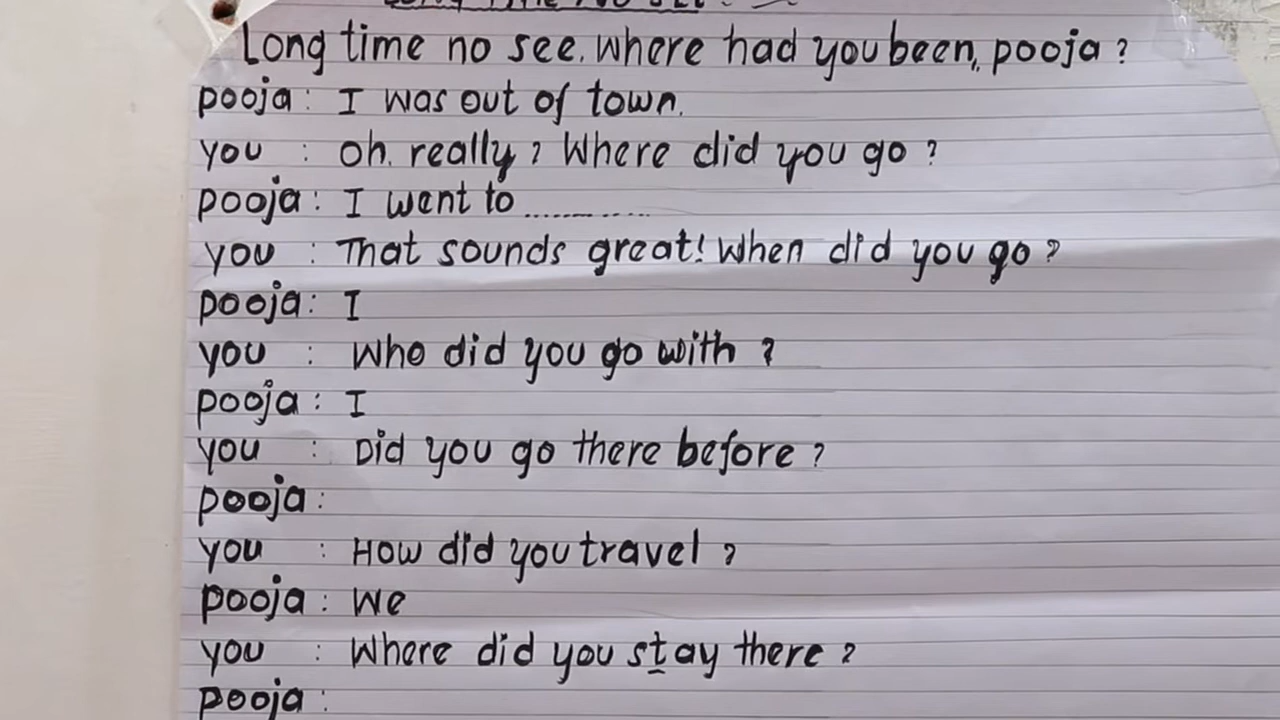 Long time no see. Where had you been, pooja ?
pooja : I was out of town.
you : oh. really ? Where did you go ?
pooja : I went to ............
you : That sounds great! When did you go ?
pooja : I
you : Who did you go with ?
pooja : I
you : Did you go there before ?
pooja :
you : How did you travel ?
pooja : We
you : Where did you stay there ?
pooja :